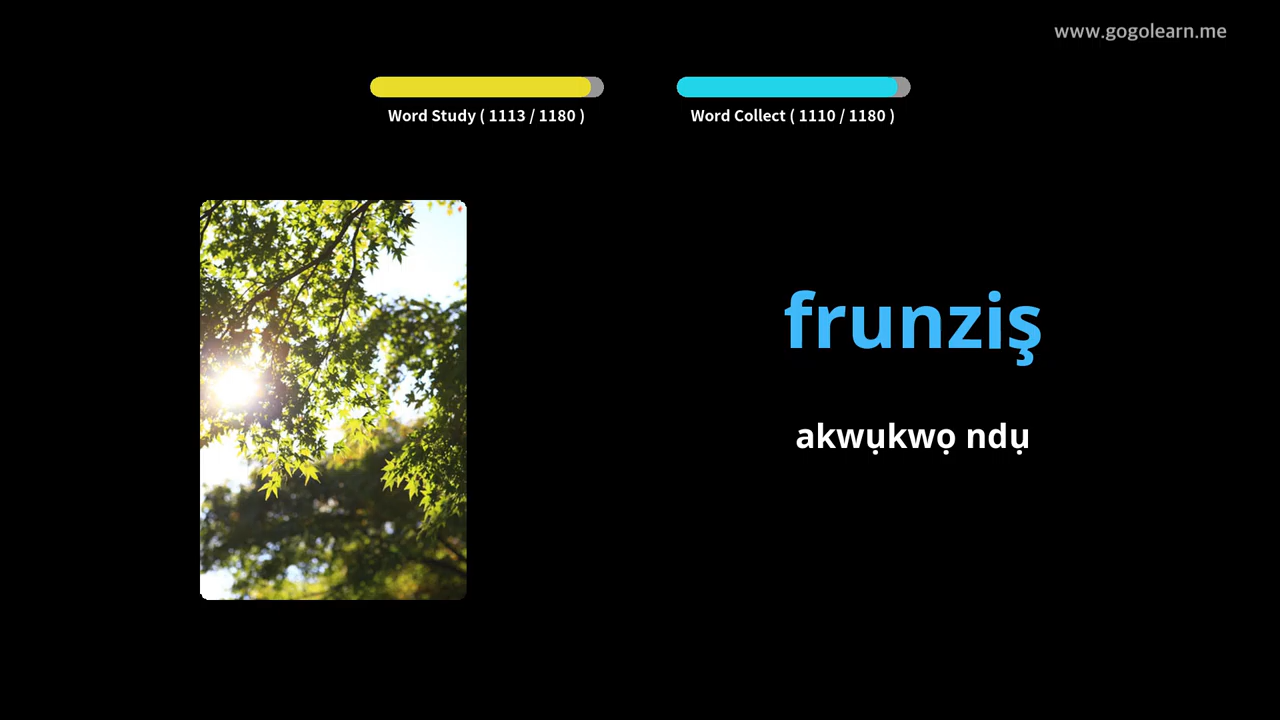 www.gogolearn.me
Word Study ( 1113 / 1180 )
Word Collect ( 1110 / 1180 )
frunziş
akwụkwọ ndụ